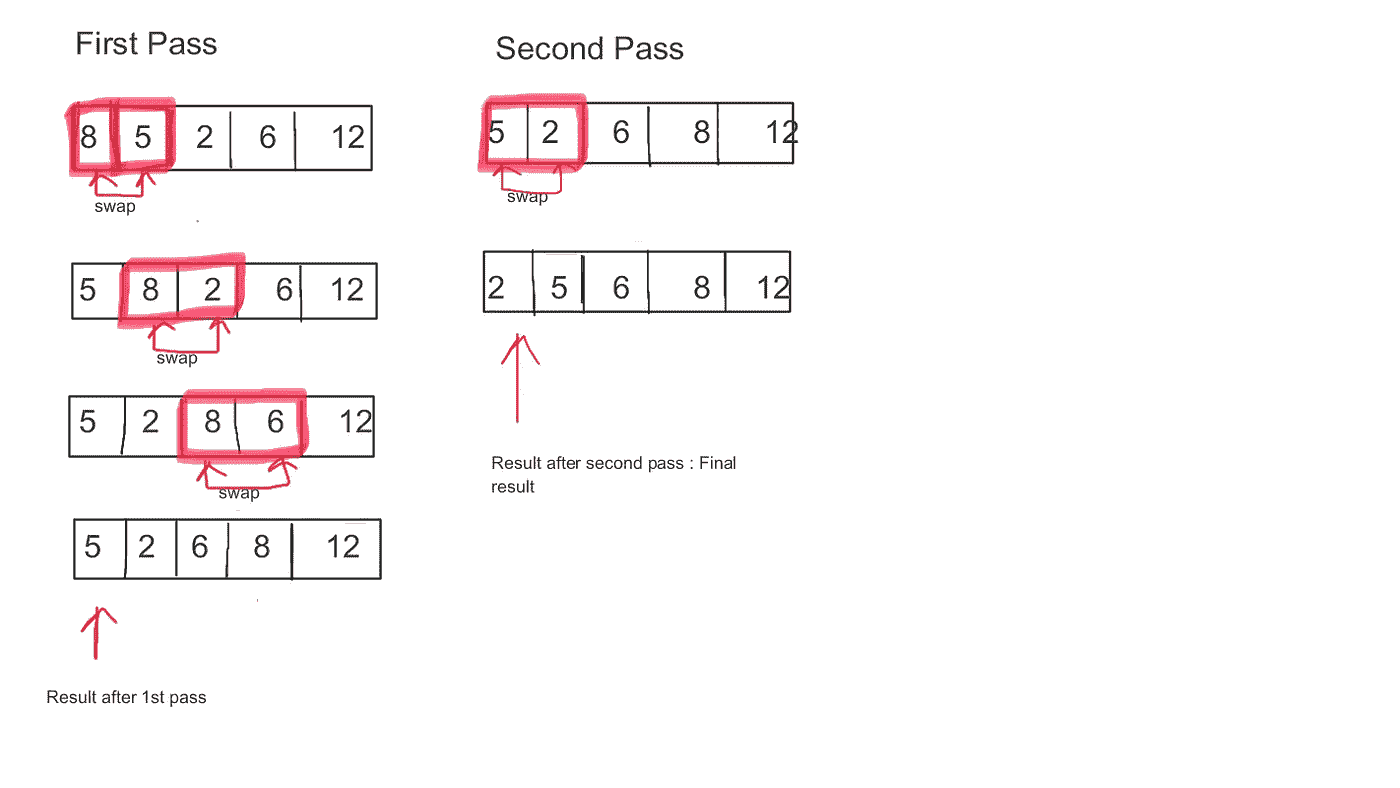 First Pass
8 5 2 6 12
swap
5 8 2 6 12
swap
5 2 8 6 12
swap
5 2 6 8 12
Result after 1st pass
Second Pass
5 2 6 8 12
swap
2 5 6 8 12
Result after second pass : Final
result